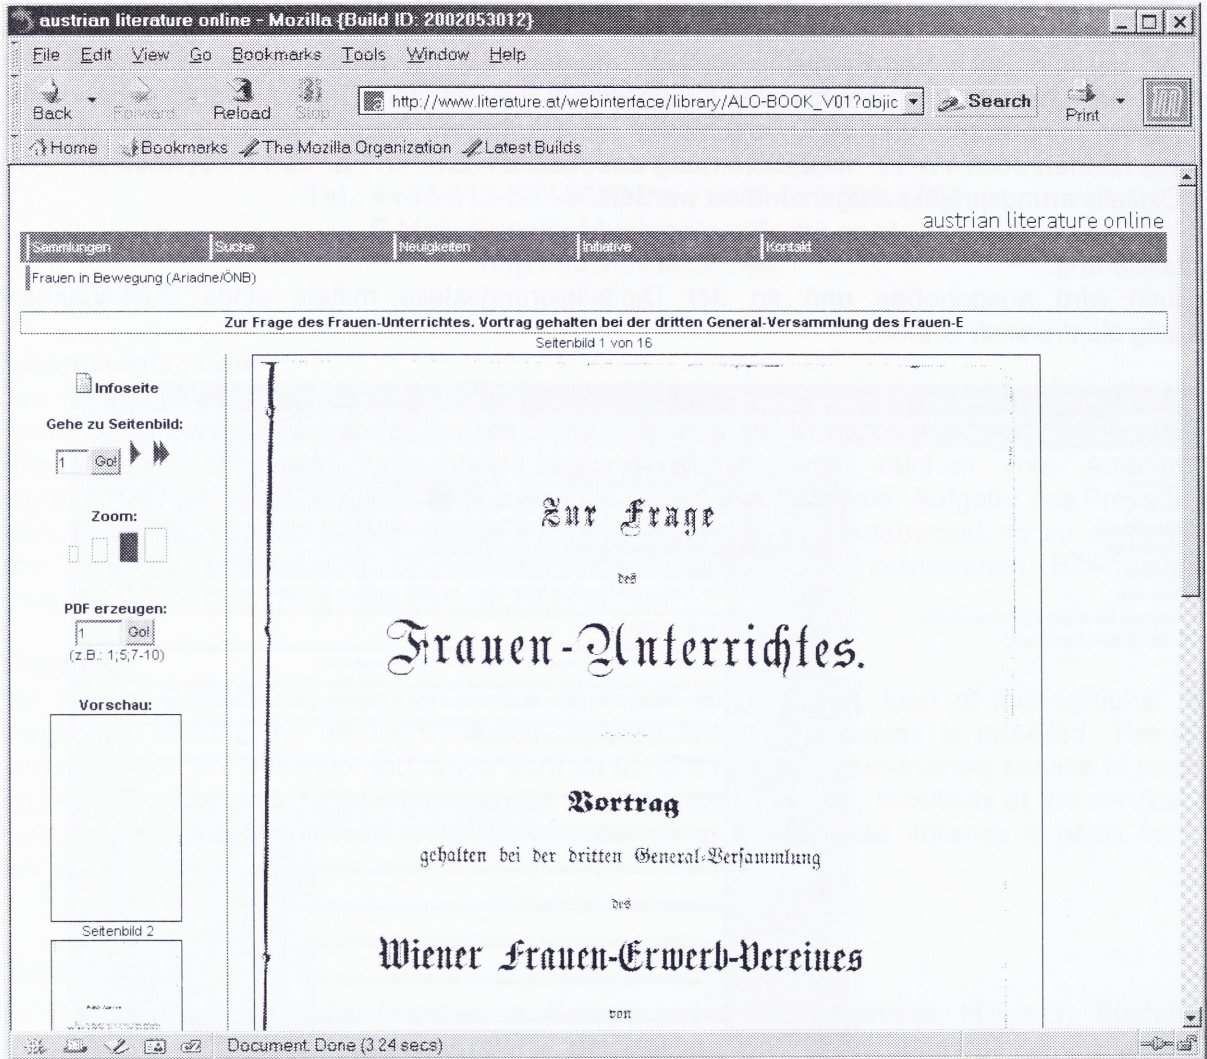 austrian literature online - Mozilla {Build ID: 2002053012}
File Edit View Go Bookmarks Tools Window Help
Back Forward Reload Stop http://www.literature.at/webinterface/library/ALO-BOOK_V01?objic Search Print
Home Bookmarks The Mozilla Organization Latest Builds
austrian literature online
Sammlungen Suche Neuigkeiten Initiative Kontakt
Frauen in Bewegung (Ariadne/ÖNB)
Zur Frage des Frauen-Unterrichtes. Vortrag gehalten bei der dritten General-Versammlung des Frauen-E
Seitenbild 1 von 16
Infoseite
Gehe zu Seitenbild:
1 Go!
Zoom:
PDF erzeugen:
1 Go!
(z.B.: 1;5;7-10)
Vorschau:
Seitenbild 2
Zur Frage
des
Frauen-Unterrichtes.
Vortrag
gehalten bei der dritten General-Versammlung
des
Wiener Frauen-Erwerb-Vereines
von
Document: Done (3.24 secs)